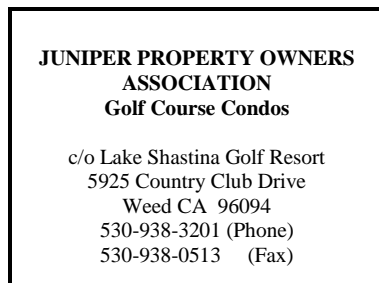 JUNIPER PROPERTY OWNERS
ASSOCIATION
Golf Course Condos
c/o Lake Shastina Golf Resort
5925 Country Club Drive
Weed CA  96094
530-938-3201 (Phone)
530-938-0513     (Fax)